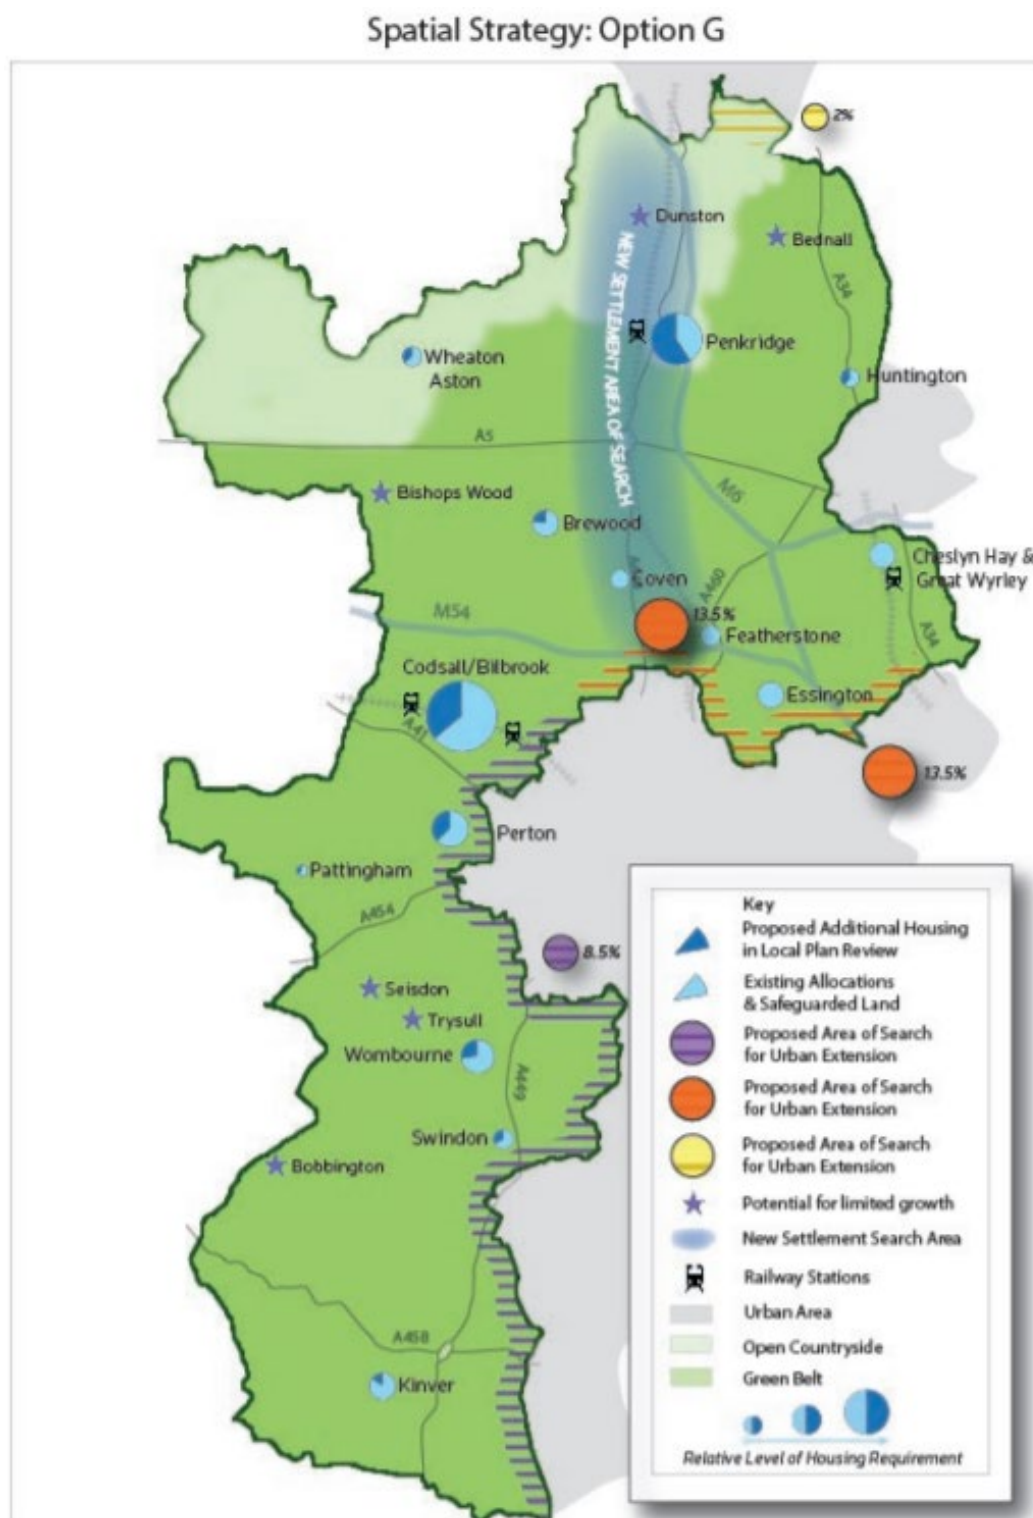 Spatial Strategy: Option G
2%
Dunston
Bednall
NEW SETTLEMENT AREA OF SEARCH
A34
Penkridge
Wheaton
Aston
Huntington
A5
Bishops Wood
M6
Brewood
Cheslyn Hay &
Great Wyrley
Coven
A449
A460
13.5%
Featherstone
A34
M54
Codsall/Bilbrook
Essington
A41
13.5%
Perton
Pattingham
A454
8.5%
Seisdon
Trysull
Wombourne
A449
Swindon
Bobbington
A458
Kinver
Key
Proposed Additional Housing
in Local Plan Review
Existing Allocations
& Safeguarded Land
Proposed Area of Search
for Urban Extension
Proposed Area of Search
for Urban Extension
Proposed Area of Search
for Urban Extension
Potential for limited growth
New Settlement Search Area
Railway Stations
Urban Area
Open Countryside
Green Belt
Relative Level of Housing Requirement